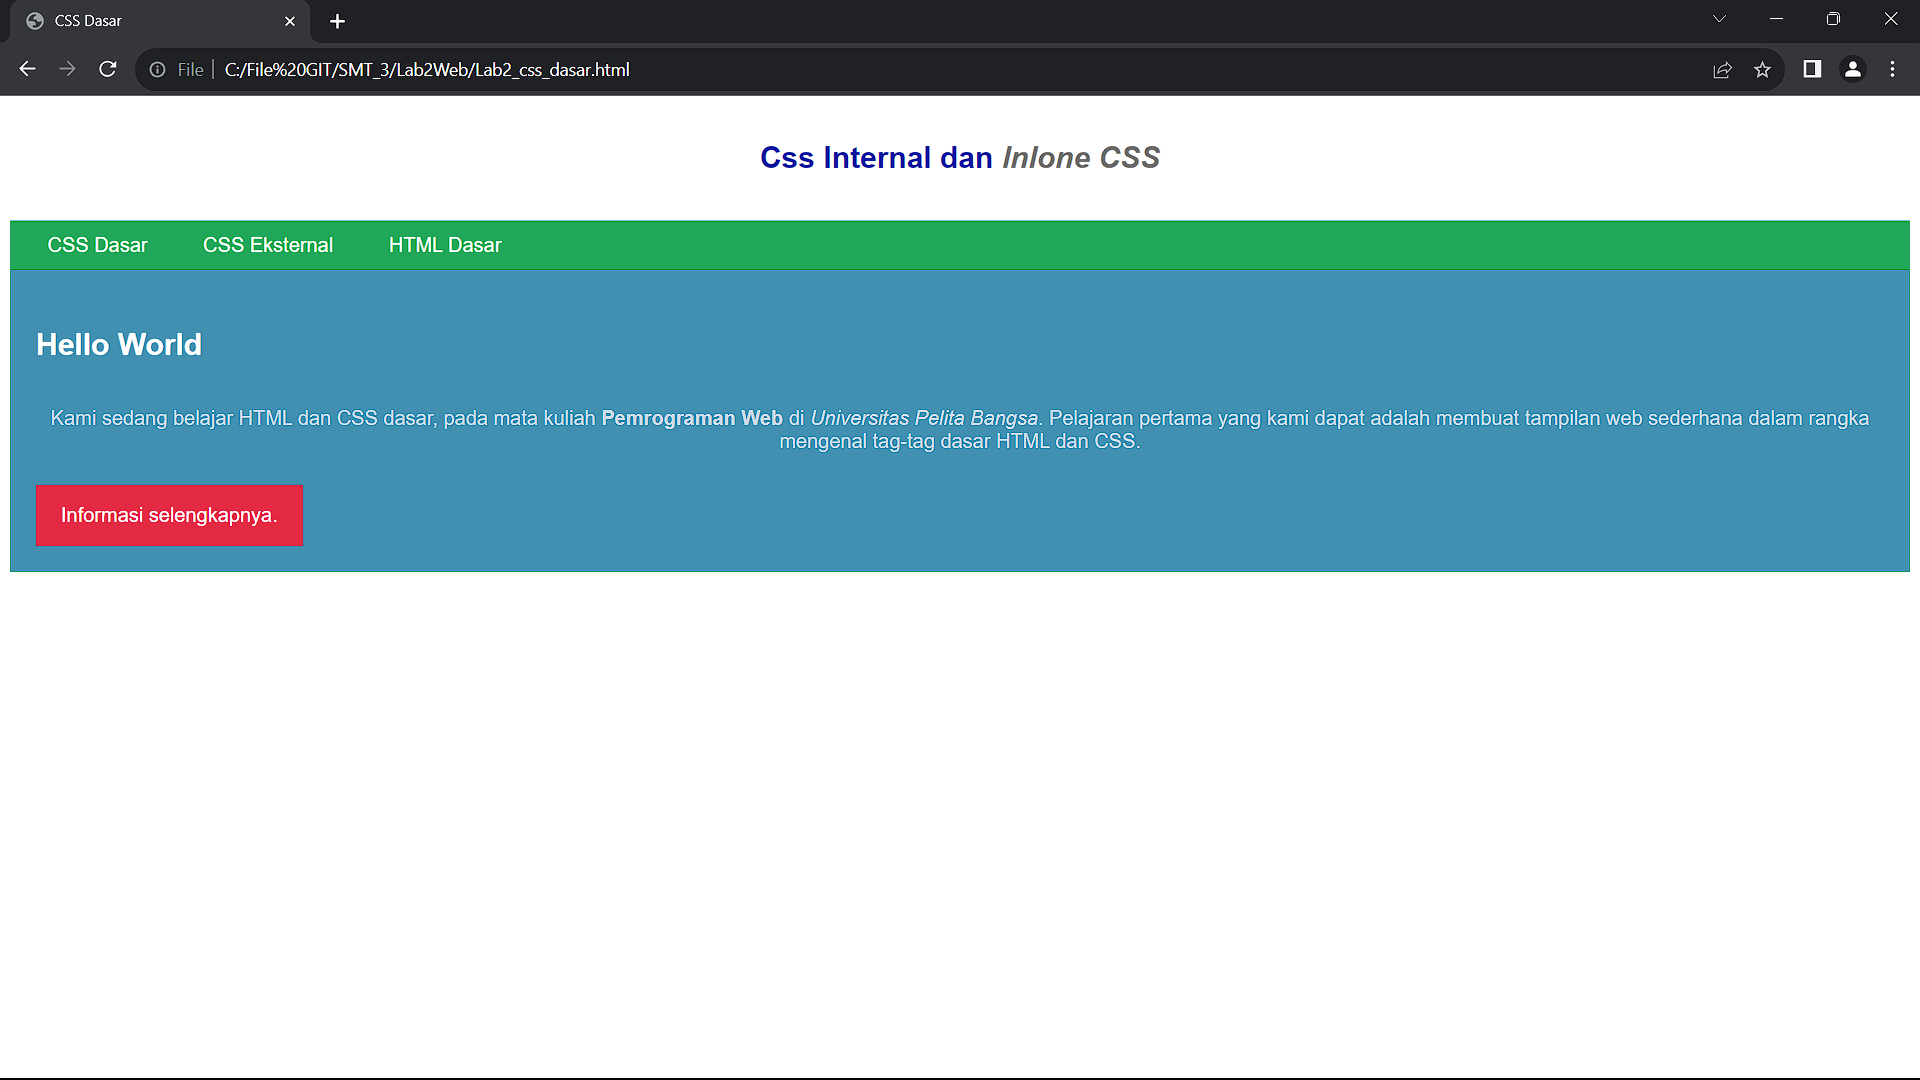 CSS Dasar
File C:/File%20GIT/SMT_3/Lab2Web/Lab2_css_dasar.html
Css Internal dan Inlone CSS
CSS Dasar CSS Eksternal HTML Dasar
Hello World
Kami sedang belajar HTML dan CSS dasar, pada mata kuliah Pemrograman Web di Universitas Pelita Bangsa. Pelajaran pertama yang kami dapat adalah membuat tampilan web sederhana dalam rangka
mengenal tag-tag dasar HTML dan CSS.
Informasi selengkapnya.